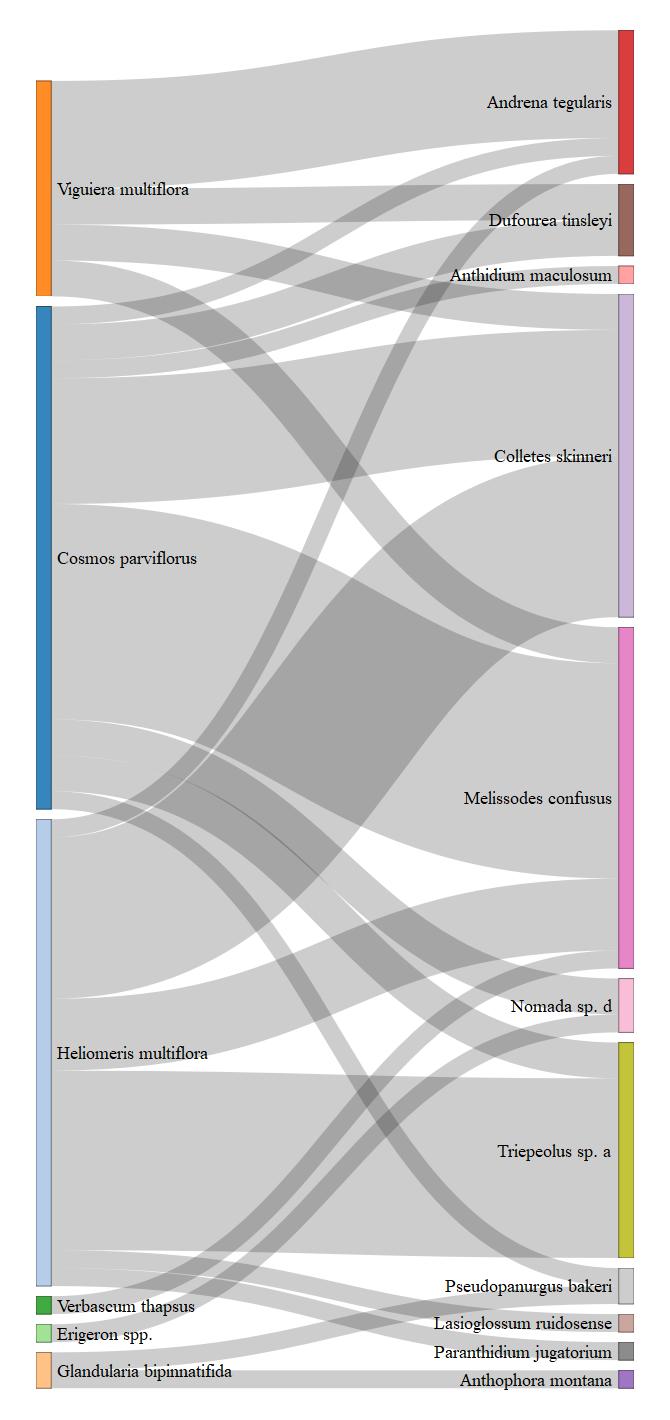 Viguiera multiflora
Cosmos parviflorus
Heliomeris multiflora
Verbascum thapsus
Erigeron spp.
Glandularia bipinnatifida
Andrena tegularis
Dufourea tinsleyi
Anthidium maculosum
Colletes skinneri
Melissodes confusus
Nomada sp. d
Triepeolus sp. a
Pseudopanurgus bakeri
Lasioglossum ruidosense
Paranthidium jugatorium
Anthophora montana